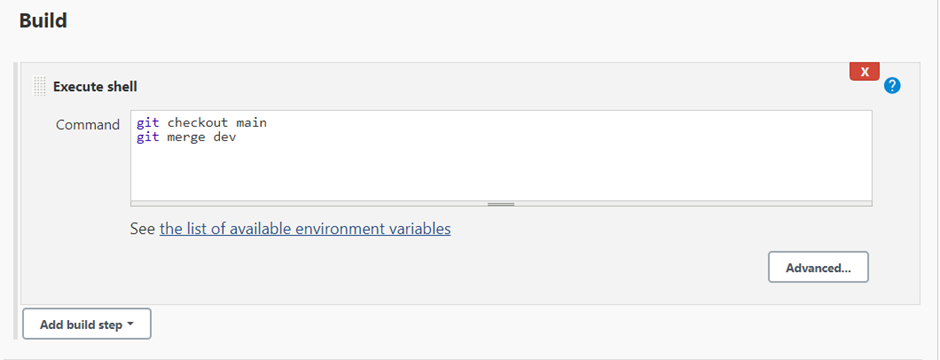 Build
Execute shell
X
?
Command
git checkout main
git merge dev
See the list of available environment variables
Advanced...
Add build step